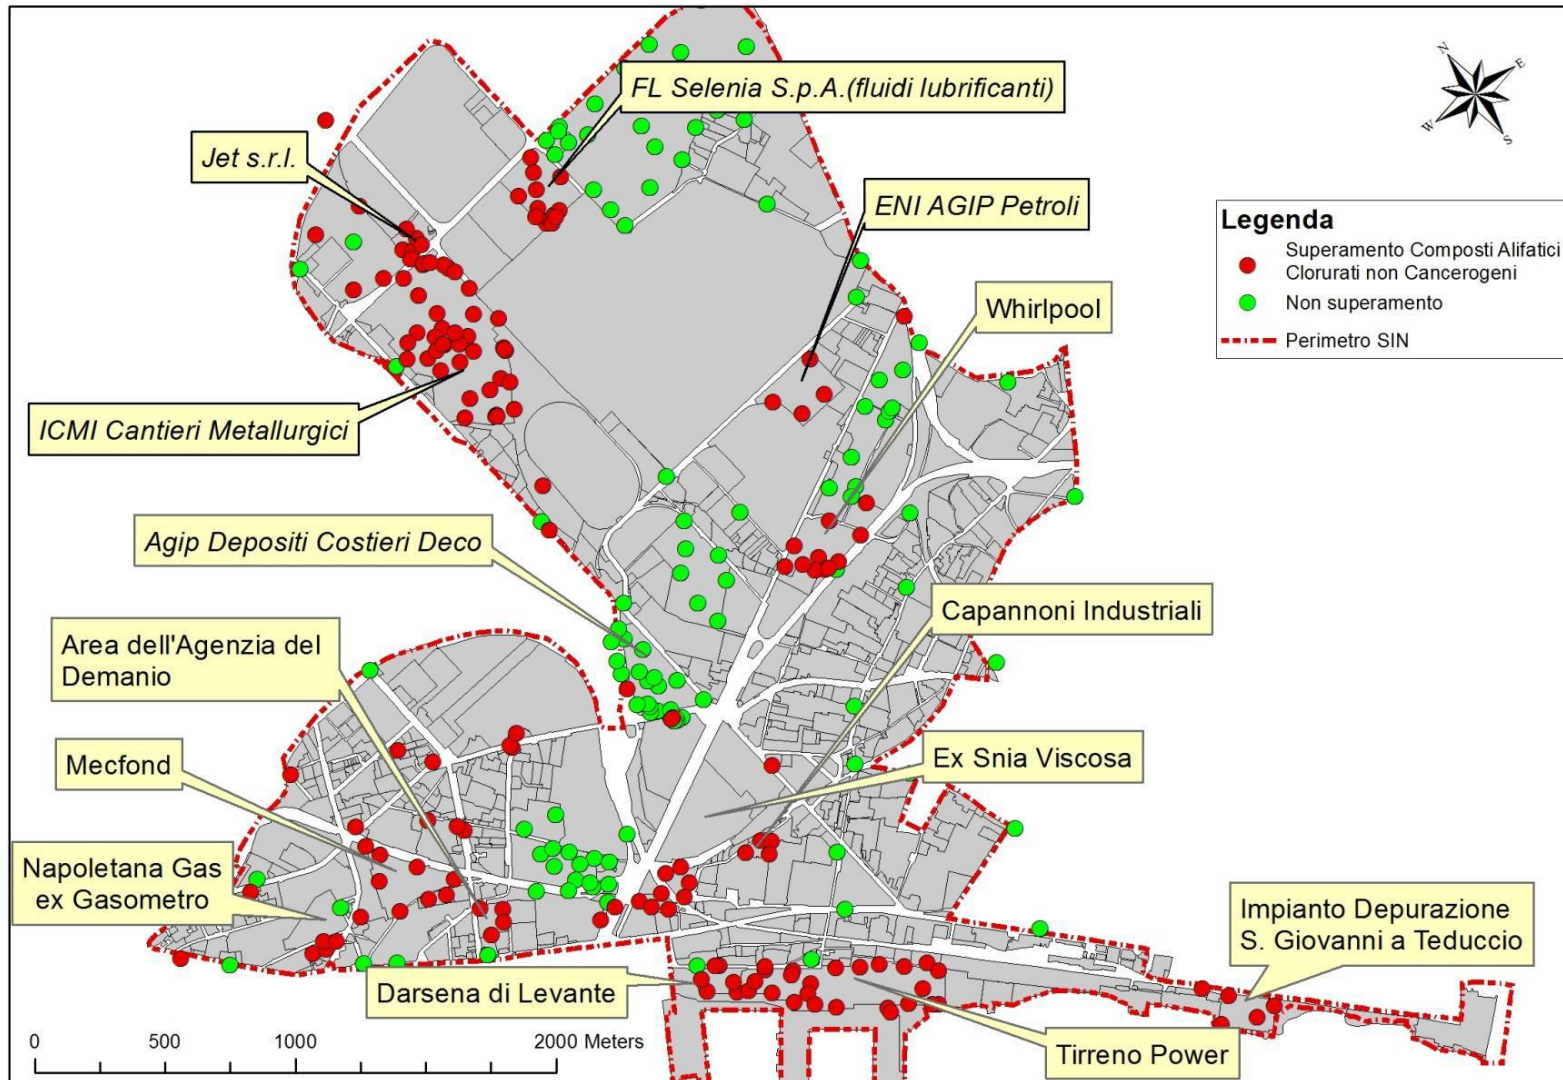 FL Selenia S.p.A.(fluidi lubrificanti)
N
E
W
S
Jet s.r.l.
ENI AGIP Petroli
Legenda
Superamento Composti Alifatici
Clorurati non Cancerogeni
Non superamento
Perimetro SIN
Whirlpool
ICMI Cantieri Metallurgici
Agip Depositi Costieri Deco
Capannoni Industriali
Area dell'Agenzia del
Demanio
Mecfond
Ex Snia Viscosa
Napoletana Gas
ex Gasometro
Impianto Depurazione
S. Giovanni a Teduccio
Darsena di Levante
Tirreno Power
0 500 1000 2000 Meters